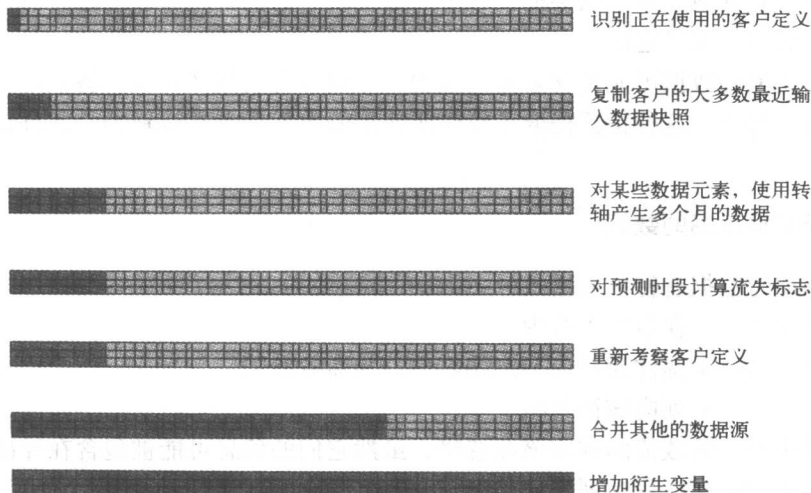 识别正在使用的客户定义
复制客户的大多数最近输
入数据快照
对某些数据元素，使用转
轴产生多个月的数据
对预测时段计算流失标志
重新考察客户定义
合并其他的数据源
增加衍生变量